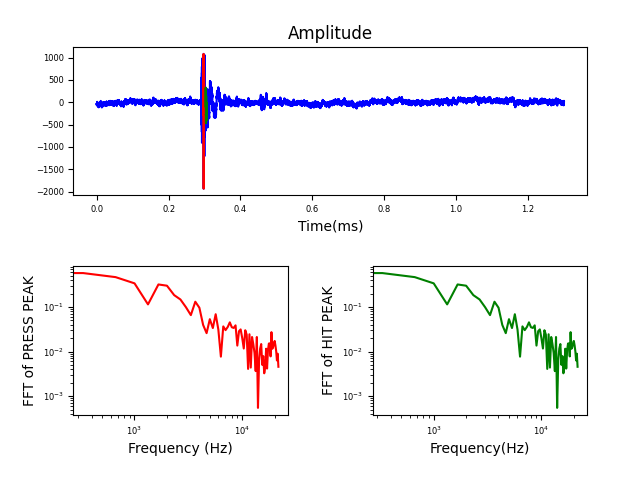 Amplitude
1000
500
0
−500
−1000
−1500
−2000
0.0 0.2 0.4 0.6 0.8 1.0 1.2
Time(ms)
FFT of PRESS PEAK
10⁻¹
10⁻²
10⁻³
10³ 10⁴
Frequency (Hz)
FFT of HIT PEAK
10⁻¹
10⁻²
10⁻³
10³ 10⁴
Frequency(Hz)